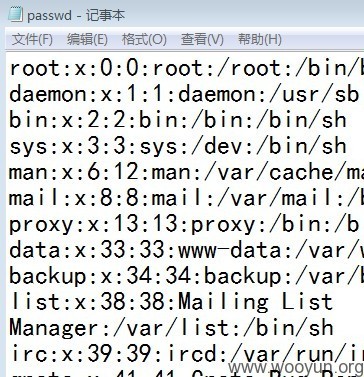 passwd - 记事本
文件(F) 编辑(E) 格式(O) 查看(V) 帮助(H)
root:x:0:0:root:/root:/bin/b
daemon:x:1:1:daemon:/usr/sb
bin:x:2:2:bin:/bin:/bin/sh
sys:x:3:3:sys:/dev:/bin/sh
man:x:6:12:man:/var/cache/ma
mail:x:8:8:mail:/var/mail:/b
proxy:x:13:13:proxy:/bin:/b
data:x:33:33:www-data:/var/w
backup:x:34:34:backup:/var/b
list:x:38:38:Mailing List
Manager:/var/list:/bin/sh
irc:x:39:39:ircd:/var/run/i
www.wooyun.org